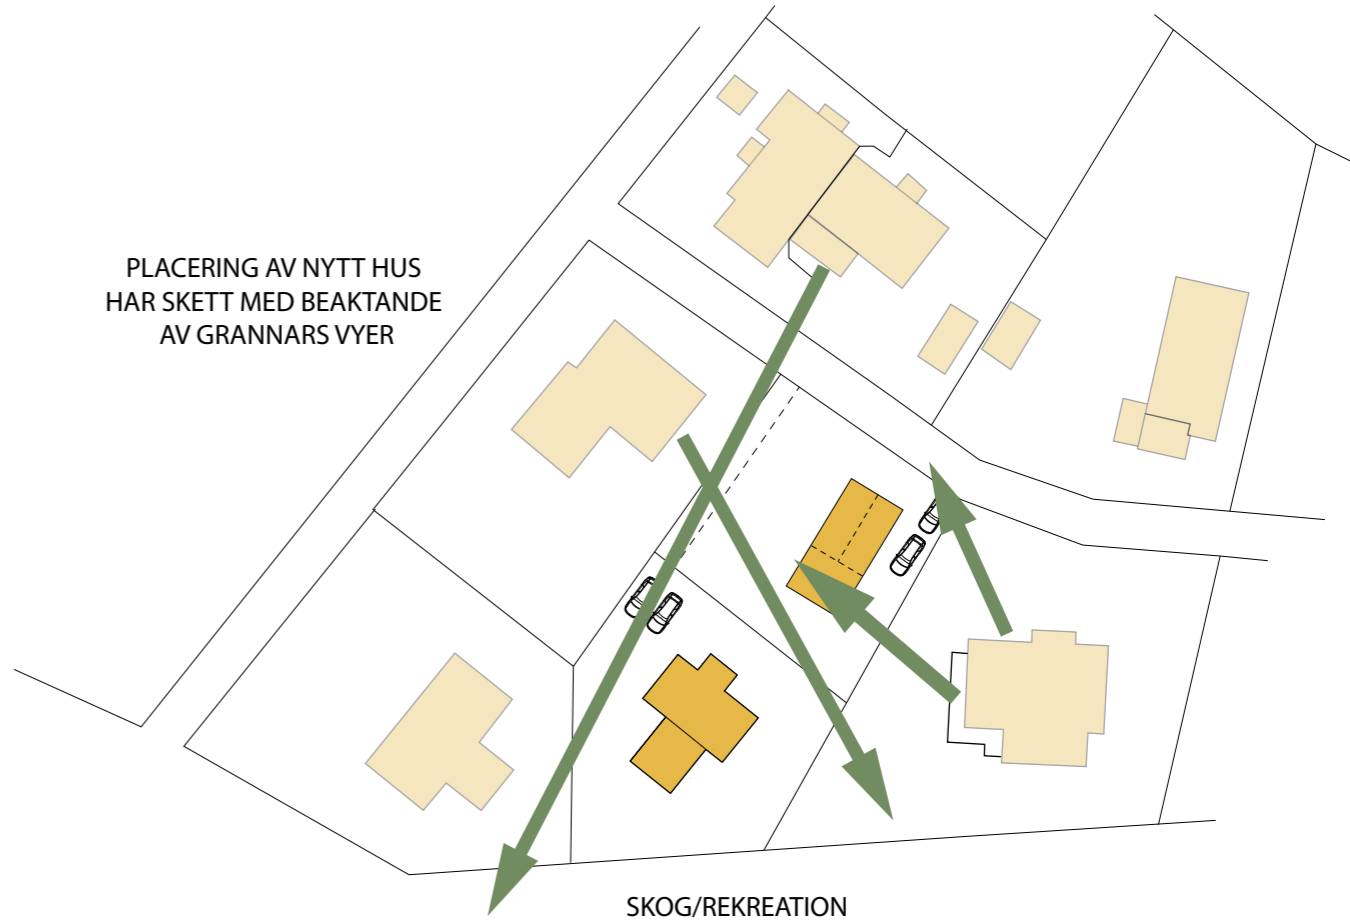 PLACERING AV NYTT HUS
HAR SKETT MED BEAKTANDE
AV GRANNARS VYER
SKOG/REKREATION